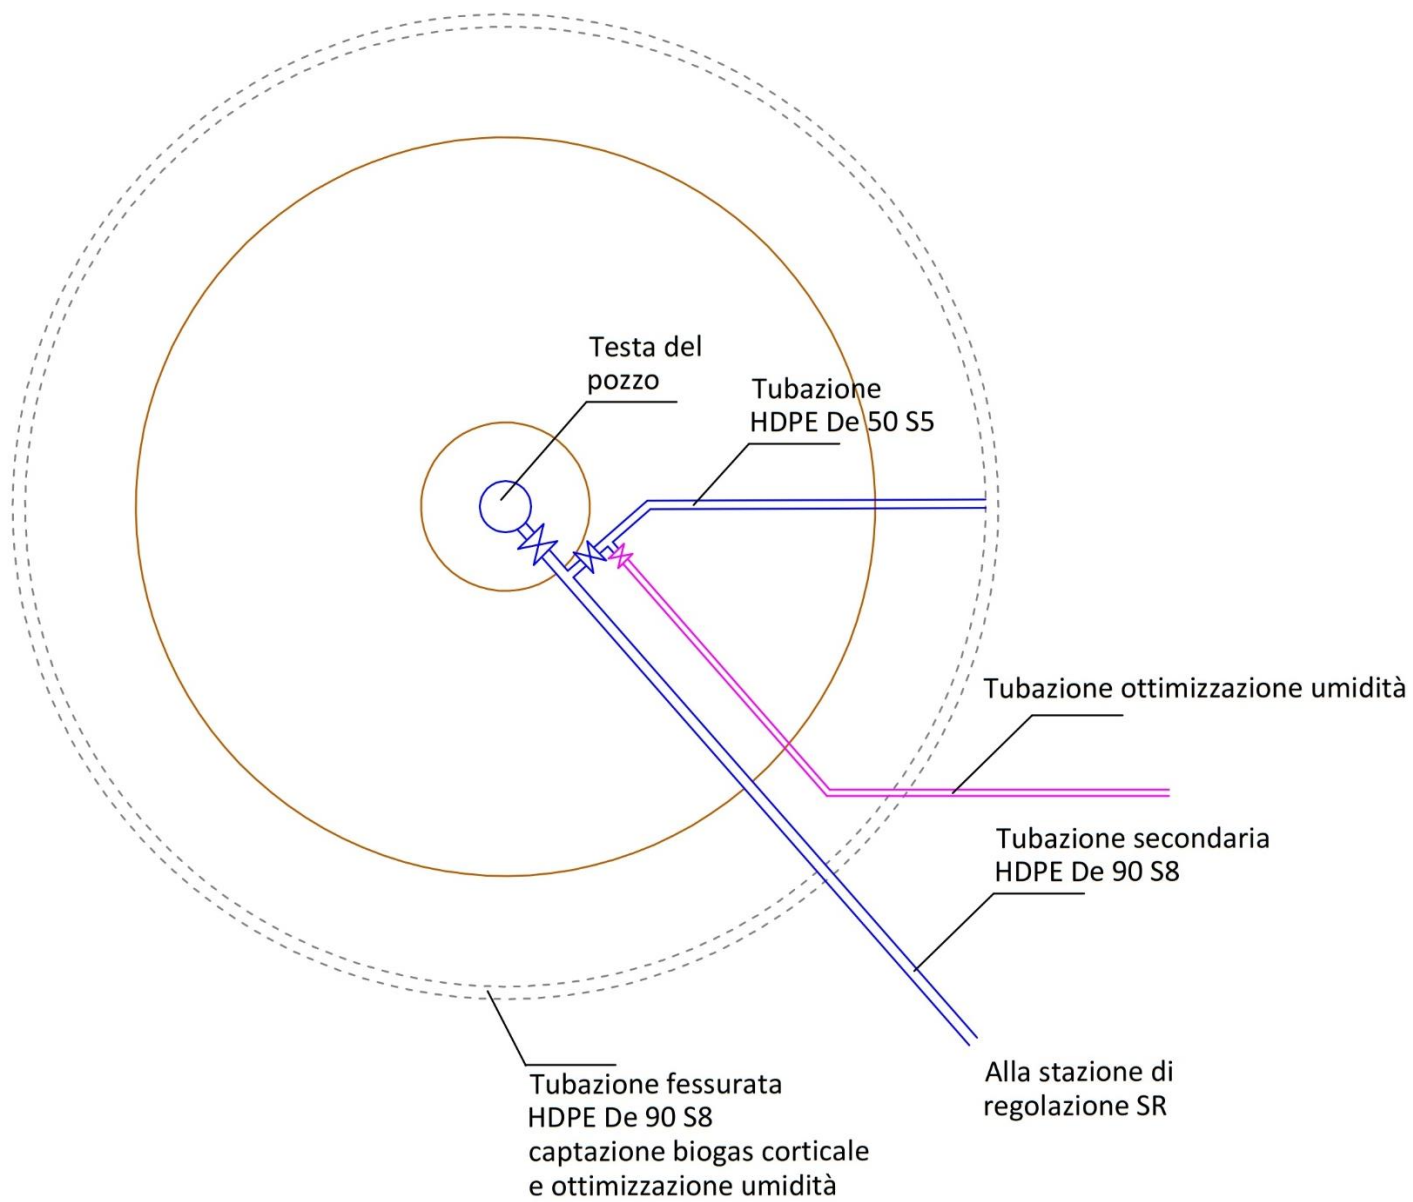 Testa del
pozzo
Tubazione
HDPE De 50 S5
Tubazione ottimizzazione umidità
Tubazione secondaria
HDPE De 90 S8
Alla stazione di
regolazione SR
Tubazione fessurata
HDPE De 90 S8
captazione biogas corticale
e ottimizzazione umidità